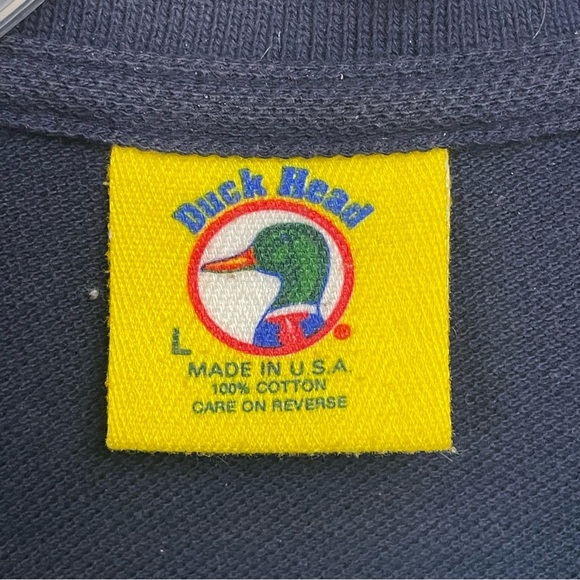 Duck Head
®
L
MADE IN U.S.A.
100% COTTON
CARE ON REVERSE